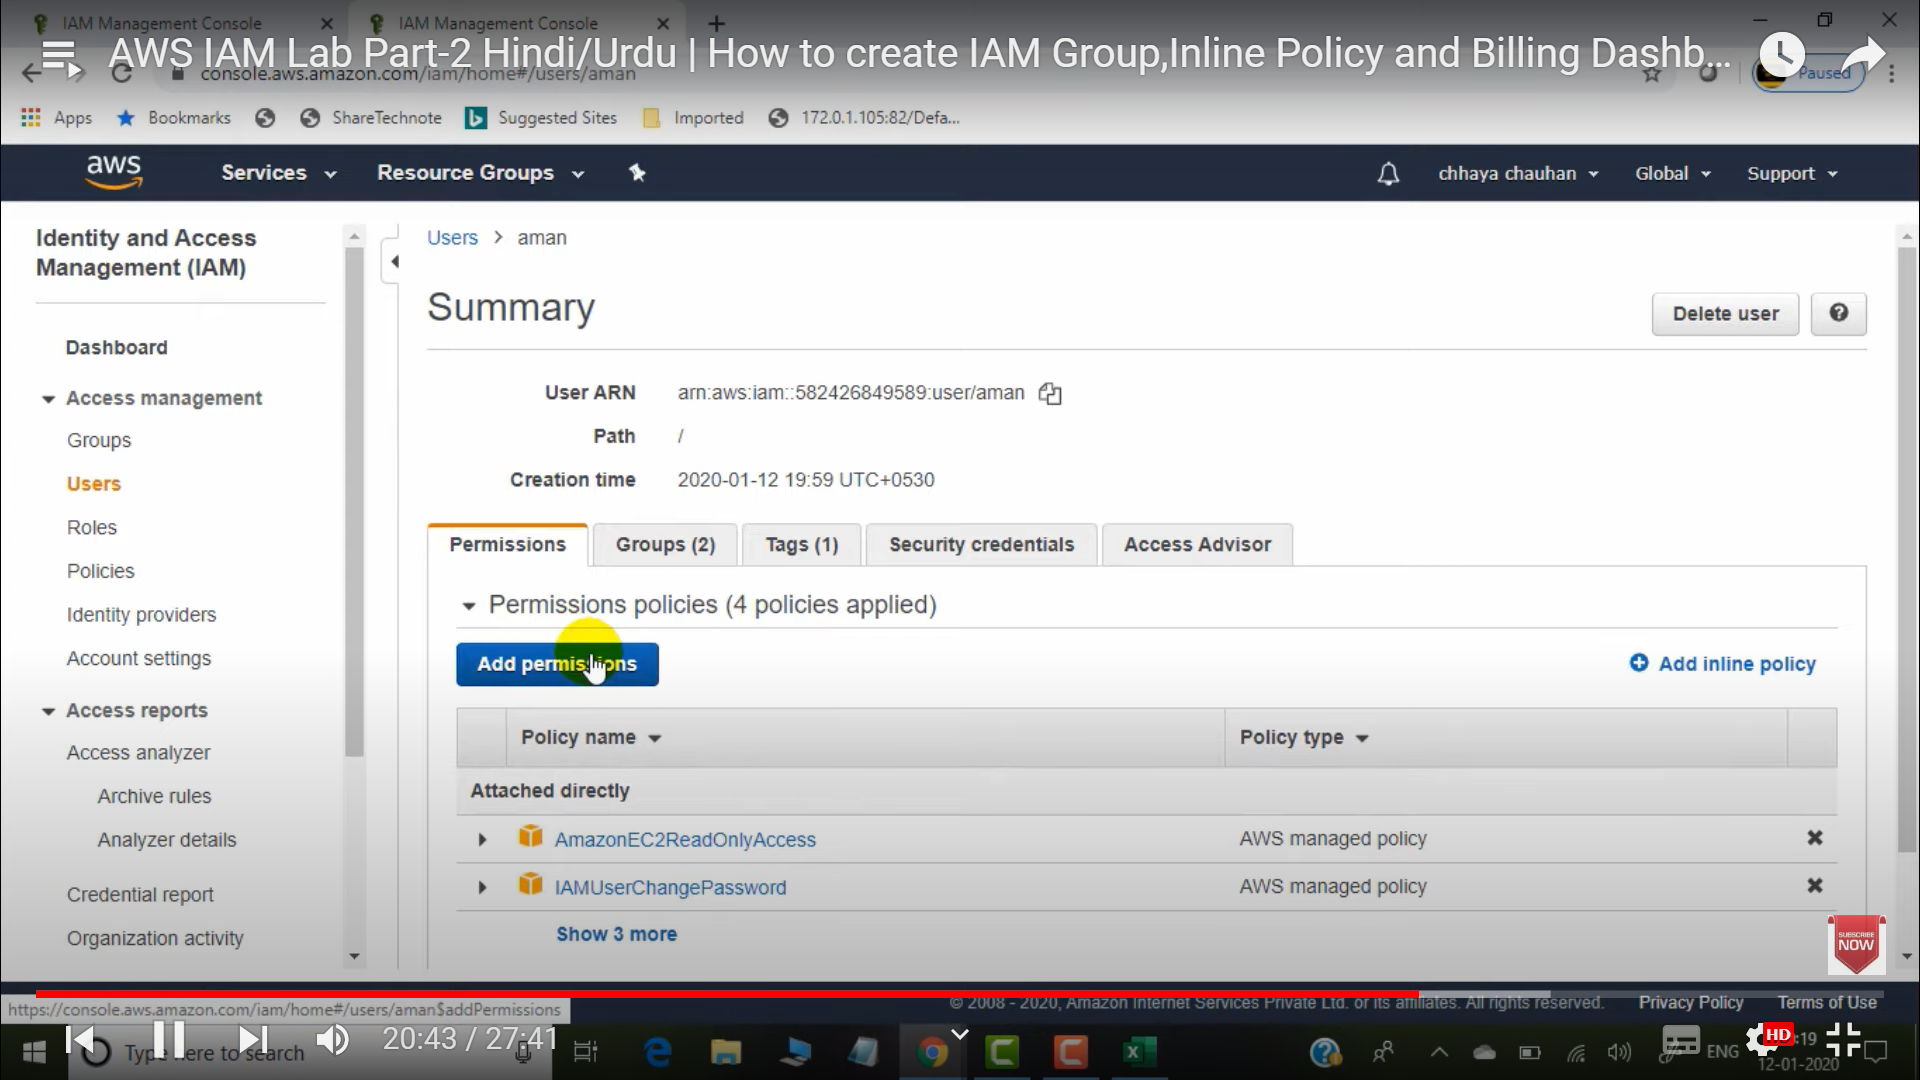 IAM Management Console
IAM Management Console
AWS IAM Lab Part-2 Hindi/Urdu | How to create IAM Group,Inline Policy and Billing Dashb...
console.aws.amazon.com/iam/home#/users/aman
Paused
Apps
Bookmarks
ShareTechnote
Suggested Sites
Imported
172.0.1.105:82/Defa...
aws
Services
Resource Groups
chhaya chauhan
Global
Support
Identity and Access
Management (IAM)
Dashboard
Access management
Groups
Users
Roles
Policies
Identity providers
Account settings
Access reports
Access analyzer
Archive rules
Analyzer details
Credential report
Organization activity
Users > aman
Summary
Delete user
User ARN arn:aws:iam::582426849589:user/aman
Path /
Creation time 2020-01-12 19:59 UTC+0530
Permissions
Groups (2)
Tags (1)
Security credentials
Access Advisor
Permissions policies (4 policies applied)
Add permissions
Add inline policy
Policy name
Policy type
Attached directly
AmazonEC2ReadOnlyAccess AWS managed policy
IAMUserChangePassword AWS managed policy
Show 3 more
SUBSCRIBE
NOW
https://console.aws.amazon.com/iam/home#/users/aman$addPermissions
© 2008 - 2020, Amazon Internet Services Private Ltd. or its affiliates. All rights reserved.
Privacy Policy
Terms of Use
20:43 / 27:41
Type here to search
ENG
HD
:19
12-01-2020